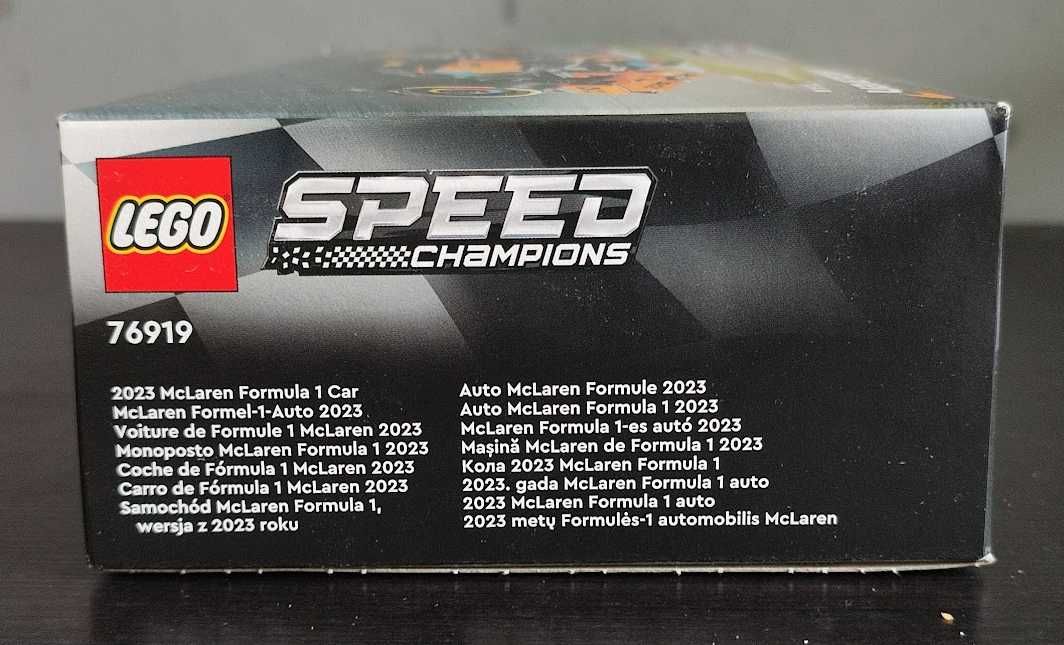 LEGO
SPEED
CHAMPIONS
76919
2023 McLaren Formula 1 Car
McLaren Formel-1-Auto 2023
Voiture de Formule 1 McLaren 2023
Monoposto McLaren Formula 1 2023
Coche de Fórmula 1 McLaren 2023
Carro de Fórmula 1 McLaren 2023
Samochód McLaren Formula 1,
wersja z 2023 roku
Auto McLaren Formule 2023
Auto McLaren Formula 1 2023
McLaren Formula 1-es autó 2023
Mașină McLaren de Formula 1 2023
Кола 2023 McLaren Formula 1
2023. gada McLaren Formula 1 auto
2023 McLaren Formula 1 auto
2023 metų Formulės-1 automobilis McLaren